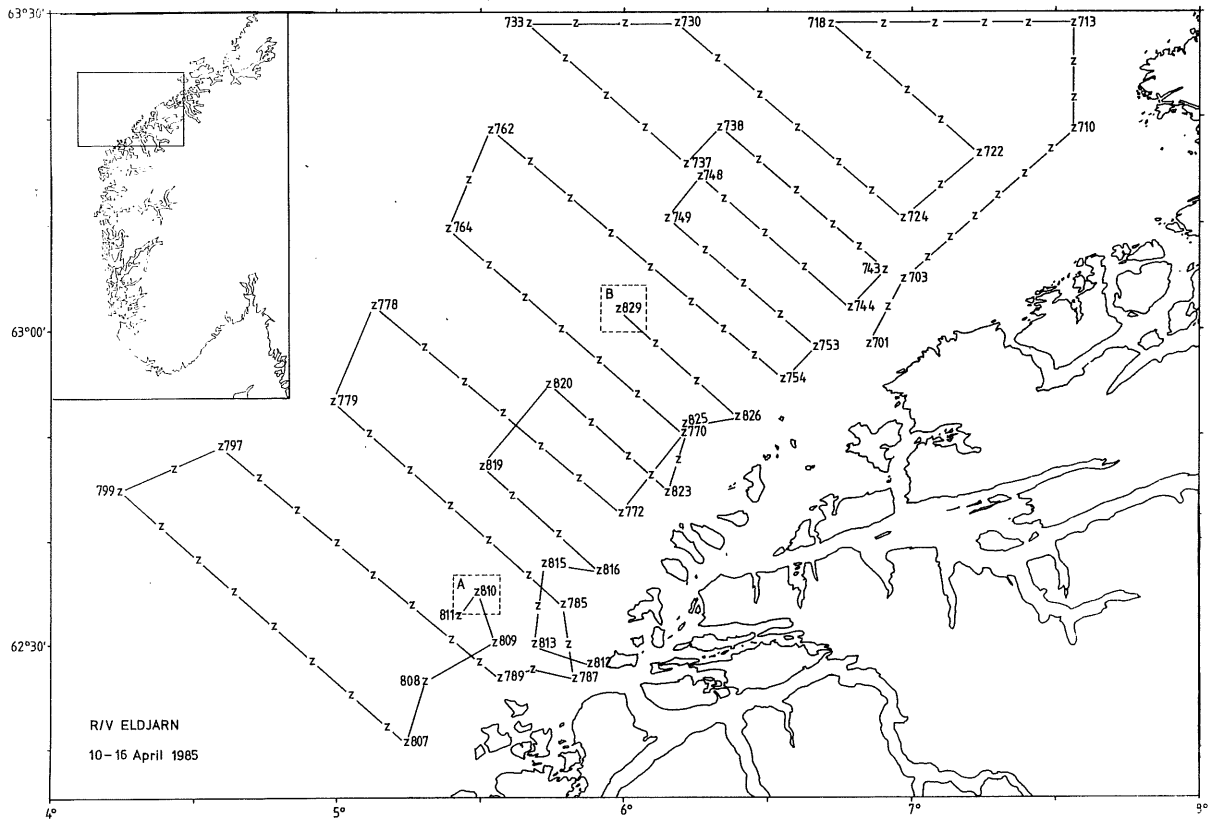 63°30'
733 z z z z 730
718 z z z z z 713
z 762
z 738
z 737
z 748
z 710
z 722
z 749
z 724
z 764
743 z
z 703
z 744
B
z 829
z 778
63°00'
z 701
z 753
z 754
z 820
779 z
825
z 826
z 770
z 797
z 819
799 z
z 823
z 772
z 815
z 816
A
z 810
811 z
z 785
62°30'
z 809
z 813
z 812
808 z
z 789
z 787
z 807
R/V ELDJARN
10-16 April 1985
4° 5° 6° 7° 8°